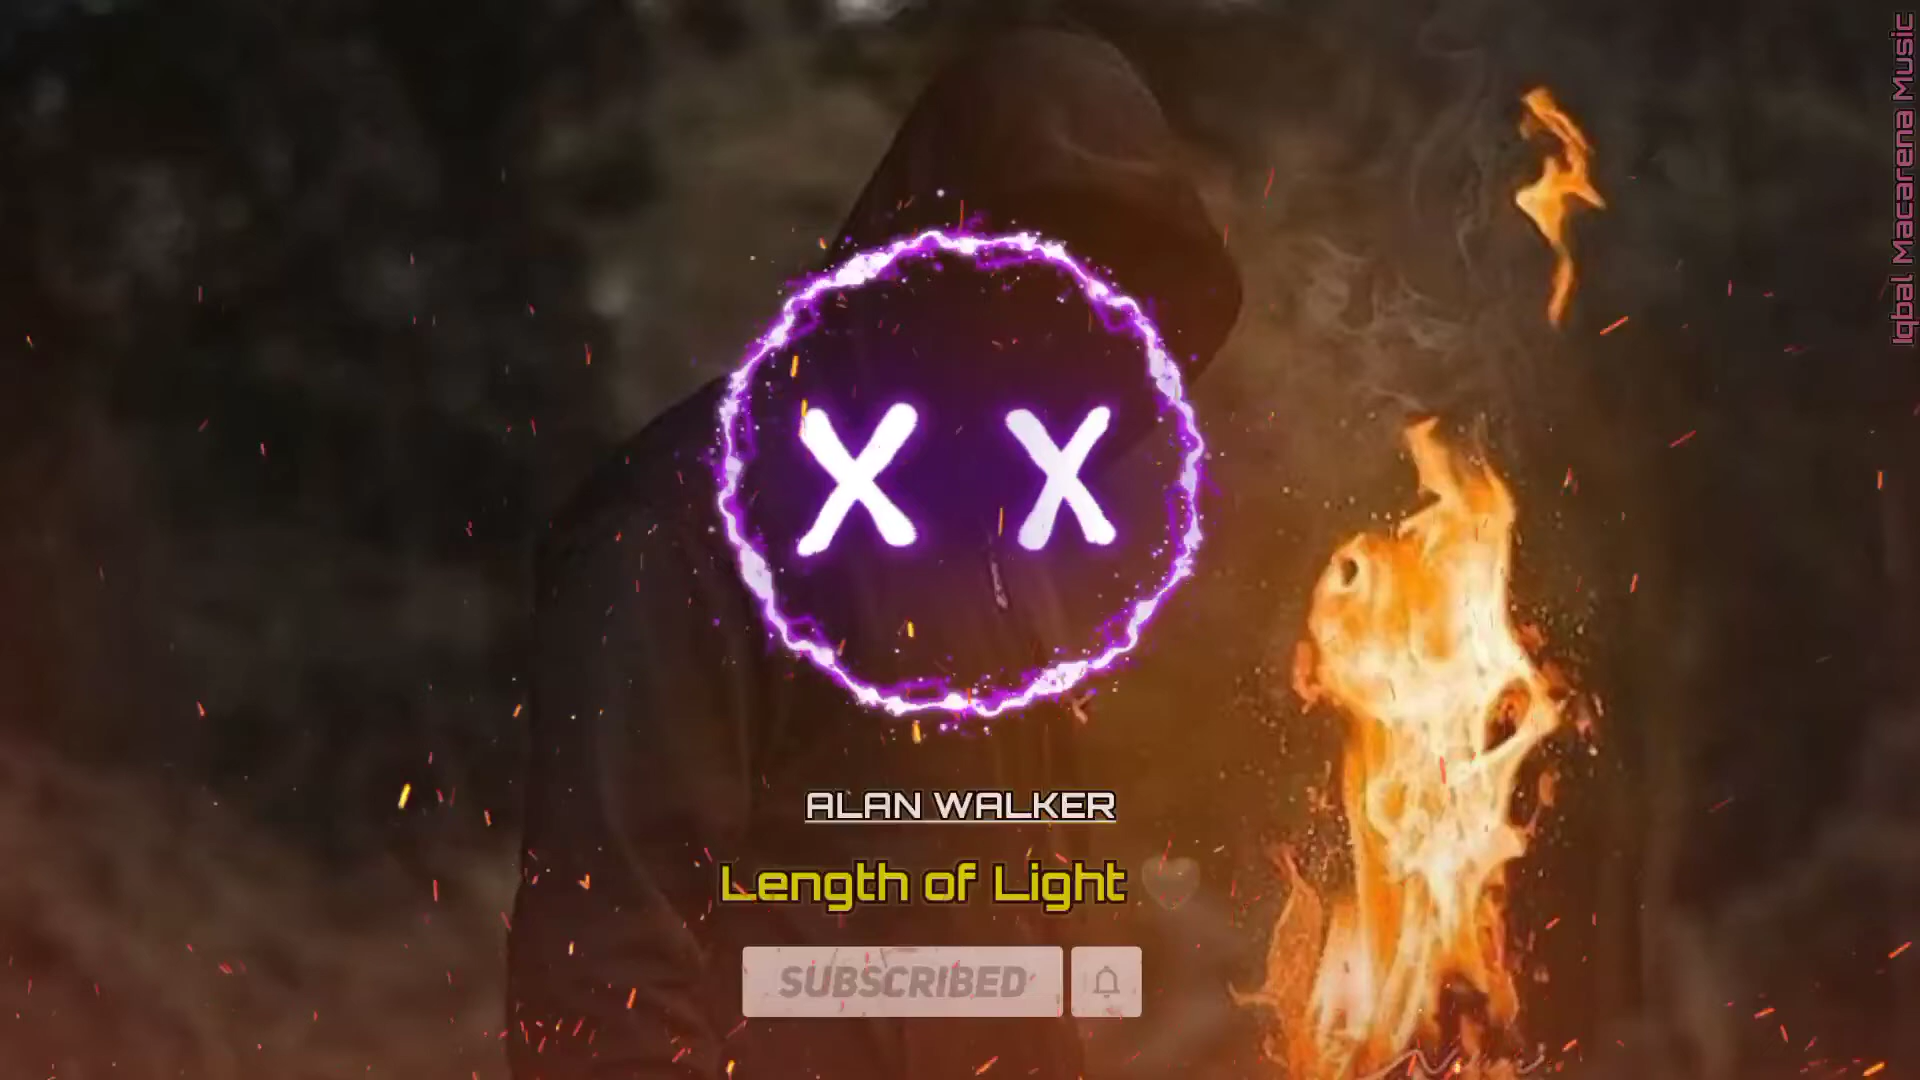 Iqbal Macarena Music
X X
ALAN WALKER
Length of Light
SUBSCRIBED